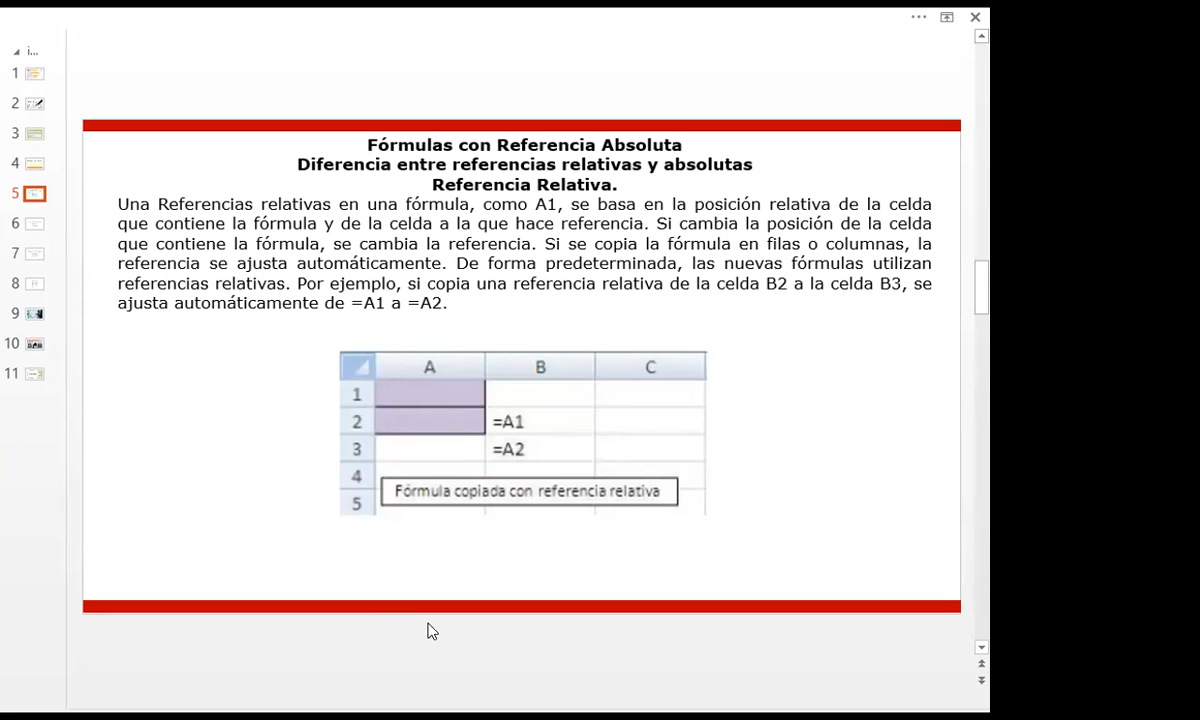 i...
1
2
3
4
5
6
7
8
9
10
11
Fórmulas con Referencia Absoluta
Diferencia entre referencias relativas y absolutas
Referencia Relativa.
Una Referencias relativas en una fórmula, como A1, se basa en la posición relativa de la celda
que contiene la fórmula y de la celda a la que hace referencia. Si cambia la posición de la celda
que contiene la fórmula, se cambia la referencia. Si se copia la fórmula en filas o columnas, la
referencia se ajusta automáticamente. De forma predeterminada, las nuevas fórmulas utilizan
referencias relativas. Por ejemplo, si copia una referencia relativa de la celda B2 a la celda B3, se
ajusta automáticamente de =A1 a =A2.
A B C
1
2 =A1
3 =A2
4
Fórmula copiada con referencia relativa
5